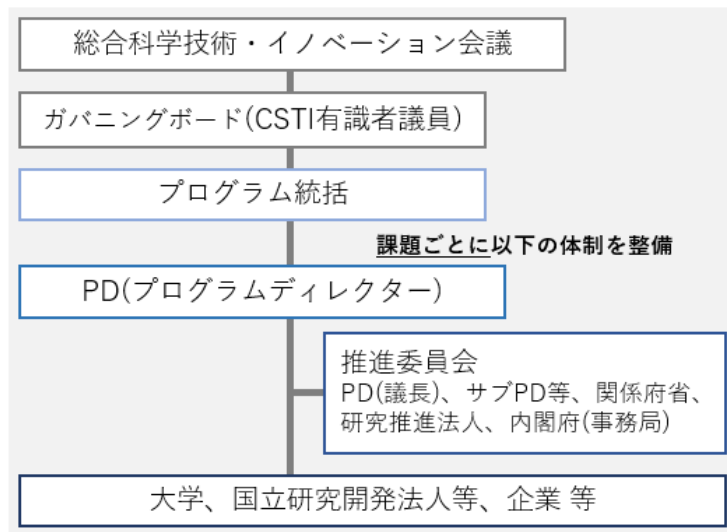 総合科学技術・イノベーション会議
ガバニングボード(CSTI有識者議員)
プログラム統括
課題ごとに以下の体制を整備
PD(プログラムディレクター)
推進委員会
PD(議長)、サブPD等、関係府省、
研究推進法人、内閣府(事務局)
大学、国立研究開発法人等、企業 等